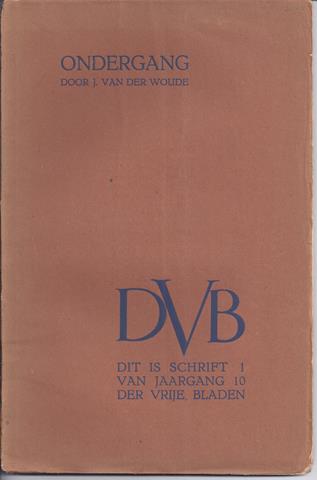 ONDERGANG
DOOR J. VAN DER WOUDE
DVB
DIT IS SCHRIFT 1
VAN JAARGANG 10
DER VRIJE BLADEN